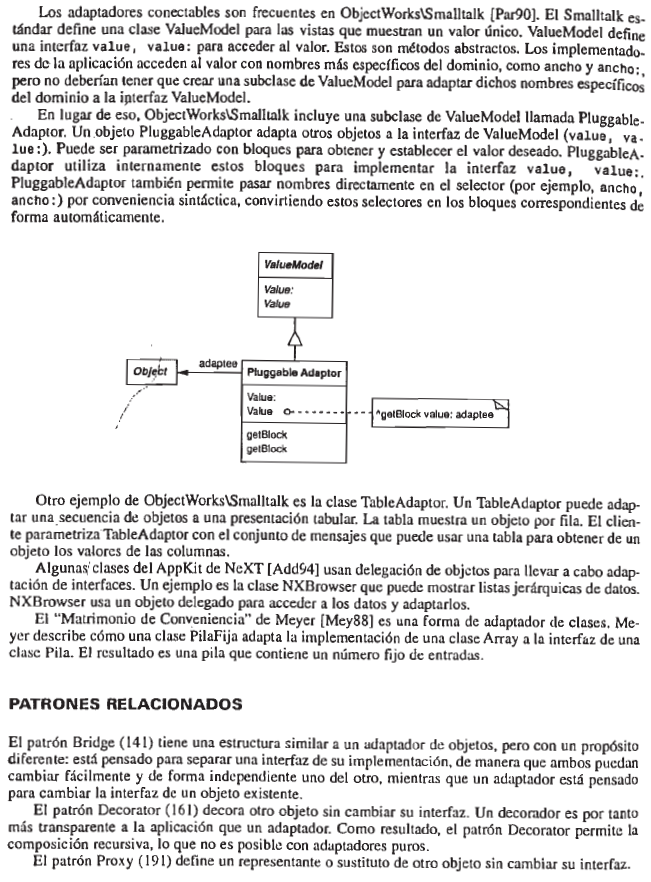 Los adaptadores conectables son frecuentes en ObjectWorks\Smalltalk [Par90]. El Smalltalk es-
tándar define una clase ValueModel para las vistas que muestran un valor único. ValueModel define
una interfaz value, value: para acceder al valor. Estos son métodos abstractos. Los implementado-
res de la aplicación acceden al valor con nombres más específicos del dominio, como ancho y ancho:,
pero no deberían tener que crear una subclase de ValueModel para adaptar dichos nombres específicos
del dominio a la interfaz ValueModel.
En lugar de eso, ObjectWorks\Smalltalk incluye una subclase de ValueModel llamada Pluggable-
Adaptor. Un objeto PluggableAdaptor adapta otros objetos a la interfaz de ValueModel (value, va-
lue:). Puede ser parametrizado con bloques para obtener y establecer el valor deseado. PluggableA-
daptor utiliza internamente estos bloques para implementar la interfaz value, value:.
PluggableAdaptor también permite pasar nombres directamente en el selector (por ejemplo, ancho,
ancho:) por conveniencia sintáctica, convirtiendo estos selectores en los bloques correspondientes de
forma automáticamente.
ValueModel
Value:
Value
Object
adaptee
Pluggable Adaptor
Value:
Value
^getBlock value: adaptee
getBlock
getBlock
Otro ejemplo de ObjectWorks\Smalltalk es la clase TableAdaptor. Un TableAdaptor puede adap-
tar una secuencia de objetos a una presentación tabular. La tabla muestra un objeto por fila. El clien-
te parametriza TableAdaptor con el conjunto de mensajes que puede usar una tabla para obtener de un
objeto los valores de las columnas.
Algunas clases del AppKit de NeXT [Add94] usan delegación de objetos para llevar a cabo adap-
tación de interfaces. Un ejemplo es la clase NXBrowser que puede mostrar listas jerárquicas de datos.
NXBrowser usa un objeto delegado para acceder a los datos y adaptarlos.
El "Matrimonio de Conveniencia" de Meyer [Mey88] es una forma de adaptador de clases. Me-
yer describe cómo una clase PilaFija adapta la implementación de una clase Array a la interfaz de una
clase Pila. El resultado es una pila que contiene un número fijo de entradas.
PATRONES RELACIONADOS
El patrón Bridge (141) tiene una estructura similar a un adaptador de objetos, pero con un propósito
diferente: está pensado para separar una interfaz de su implementación, de manera que ambos puedan
cambiar fácilmente y de forma independiente uno del otro, mientras que un adaptador está pensado
para cambiar la interfaz de un objeto existente.
El patrón Decorator (161) decora otro objeto sin cambiar su interfaz. Un decorador es por tanto
más transparente a la aplicación que un adaptador. Como resultado, el patrón Decorator permite la
composición recursiva, lo que no es posible con adaptadores puros.
El patrón Proxy (191) define un representante o sustituto de otro objeto sin cambiar su interfaz.